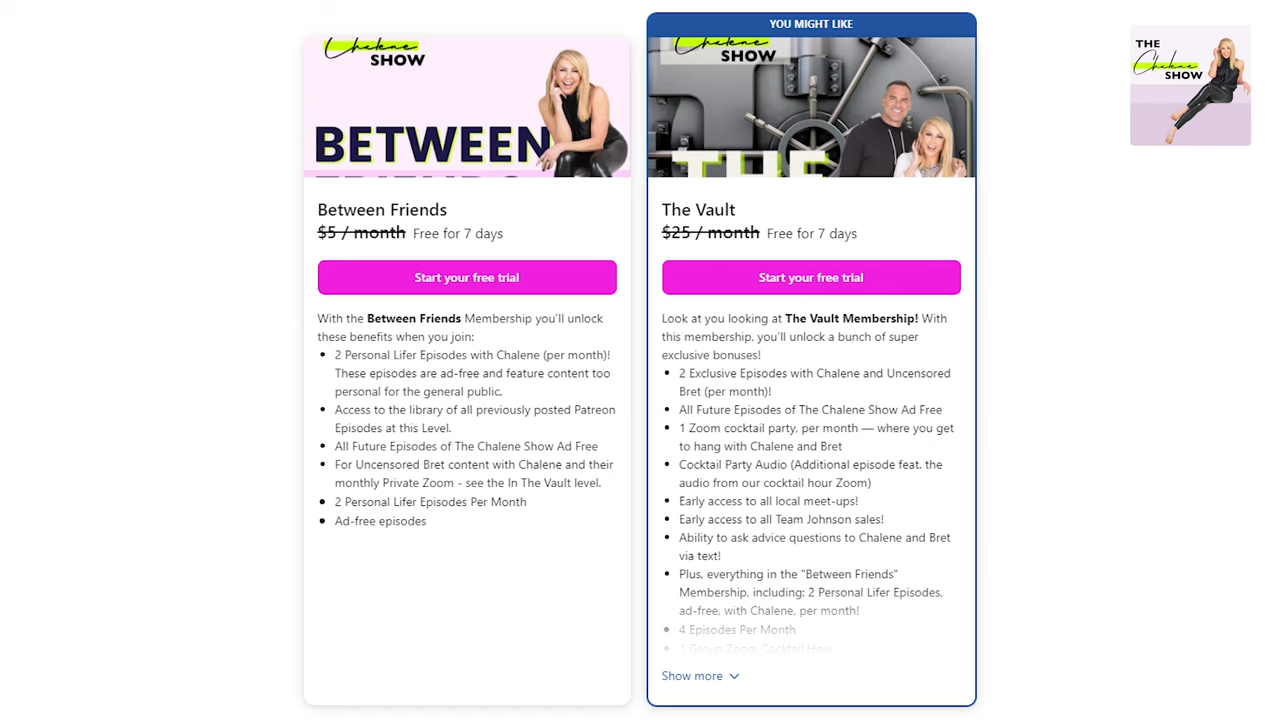 Chalene
SHOW
BETWEEN
Between Friends
$5 / month Free for 7 days
Start your free trial
With the Between Friends Membership you'll unlock
these benefits when you join:
• 2 Personal Lifer Episodes with Chalene (per month)!
These episodes are ad-free and feature content too
personal for the general public.
• Access to the library of all previously posted Patreon
Episodes at this Level.
• All Future Episodes of The Chalene Show Ad Free
• For Uncensored Bret content with Chalene and their
monthly Private Zoom - see the In The Vault level.
• 2 Personal Lifer Episodes Per Month
• Ad-free episodes
YOU MIGHT LIKE
Chalene
SHOW
THE
The Vault
$25 / month Free for 7 days
Start your free trial
Look at you looking at The Vault Membership! With
this membership, you'll unlock a bunch of super
exclusive bonuses!
• 2 Exclusive Episodes with Chalene and Uncensored
Bret (per month)!
• All Future Episodes of The Chalene Show Ad Free
• 1 Zoom cocktail party, per month — where you get
to hang with Chalene and Bret
• Cocktail Party Audio (Additional episode feat. the
audio from our cocktail hour Zoom)
• Early access to all local meet-ups!
• Early access to all Team Johnson sales!
• Ability to ask advice questions to Chalene and Bret
via text!
• Plus, everything in the "Between Friends"
Membership, including: 2 Personal Lifer Episodes,
ad-free, with Chalene, per month!
• 4 Episodes Per Month
• 1 Group Zoom Cocktail Hour
Show more
THE
Chalene
SHOW